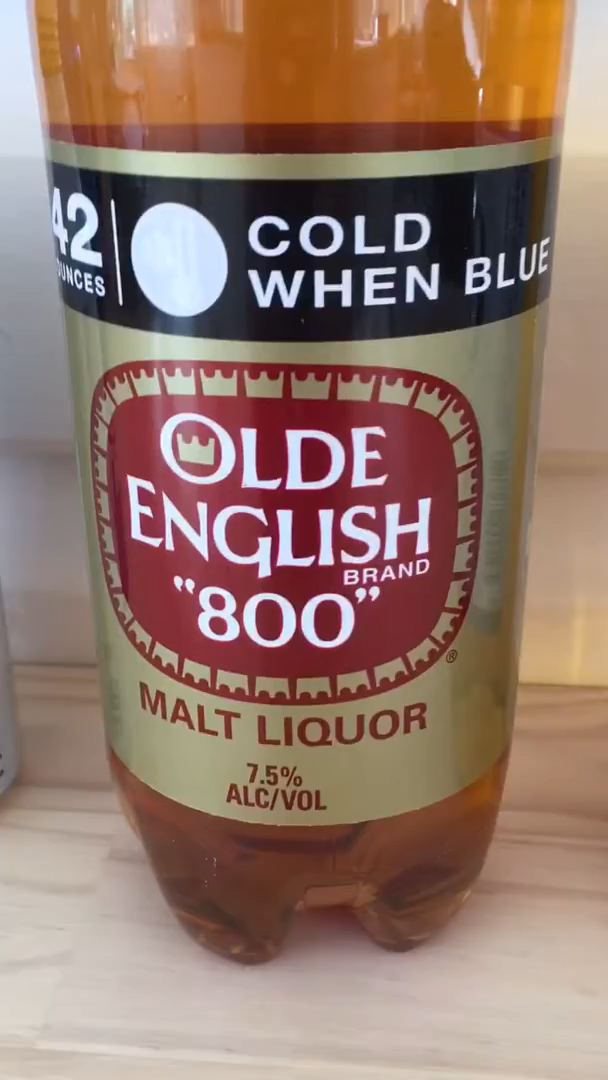 42
OUNCES
COLD
WHEN BLUE
OLDE
ENGLISH
BRAND
"800"
®
MALT LIQUOR
7.5%
ALC/VOL